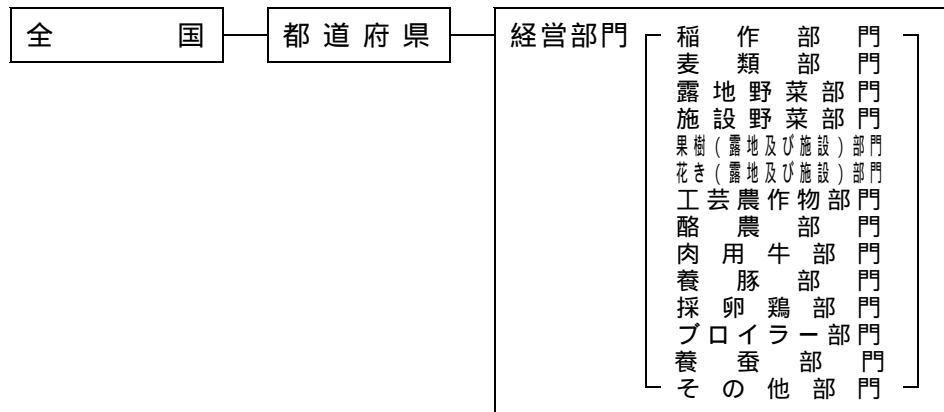 全国
都道府県
経営部門
稲作部門
麦類部門
露地野菜部門
施設野菜部門
果樹(露地及び施設)部門
花き(露地及び施設)部門
工芸農作物部門
酪農部門
肉用牛部門
養豚部門
採卵鶏部門
ブロイラー部門
養蚕部門
その他部門